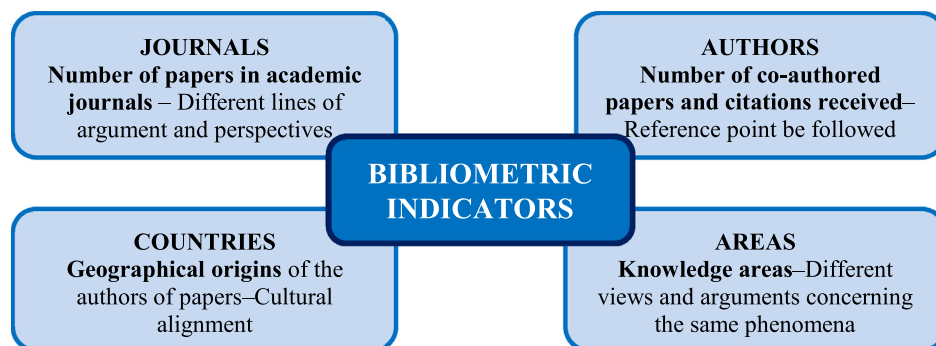 JOURNALS
Number of papers in academic
journals – Different lines of
argument and perspectives
AUTHORS
Number of co-authored
papers and citations received–
Reference point be followed
BIBLIOMETRIC
INDICATORS
COUNTRIES
Geographical origins of the
authors of papers–Cultural
alignment
AREAS
Knowledge areas–Different
views and arguments concerning
the same phenomena